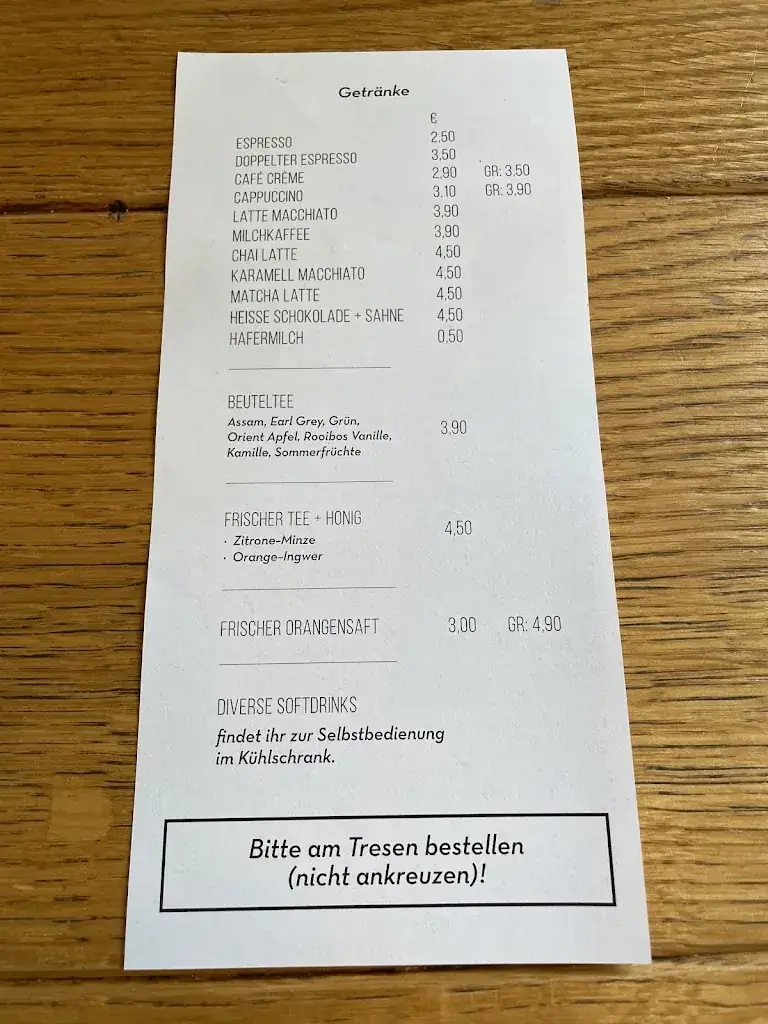 Getränke
€
ESPRESSO 2,50
DOPPELTER ESPRESSO 3,50
CAFÉ CRÈME 2,90 GR: 3,50
CAPPUCCINO 3,10 GR: 3,90
LATTE MACCHIATO 3,90
MILCHKAFFEE 3,90
CHAI LATTE 4,50
KARAMELL MACCHIATO 4,50
MATCHA LATTE 4,50
HEISSE SCHOKOLADE + SAHNE 4,50
HAFERMILCH 0,50
BEUTELTEE
Assam, Earl Grey, Grün,
Orient Apfel, Rooibos Vanille, 3,90
Kamille, Sommerfrüchte
FRISCHER TEE + HONIG 4,50
· Zitrone-Minze
· Orange-Ingwer
FRISCHER ORANGENSAFT 3,00 GR: 4,90
DIVERSE SOFTDRINKS
findet ihr zur Selbstbedienung
im Kühlschrank.
Bitte am Tresen bestellen
(nicht ankreuzen)!